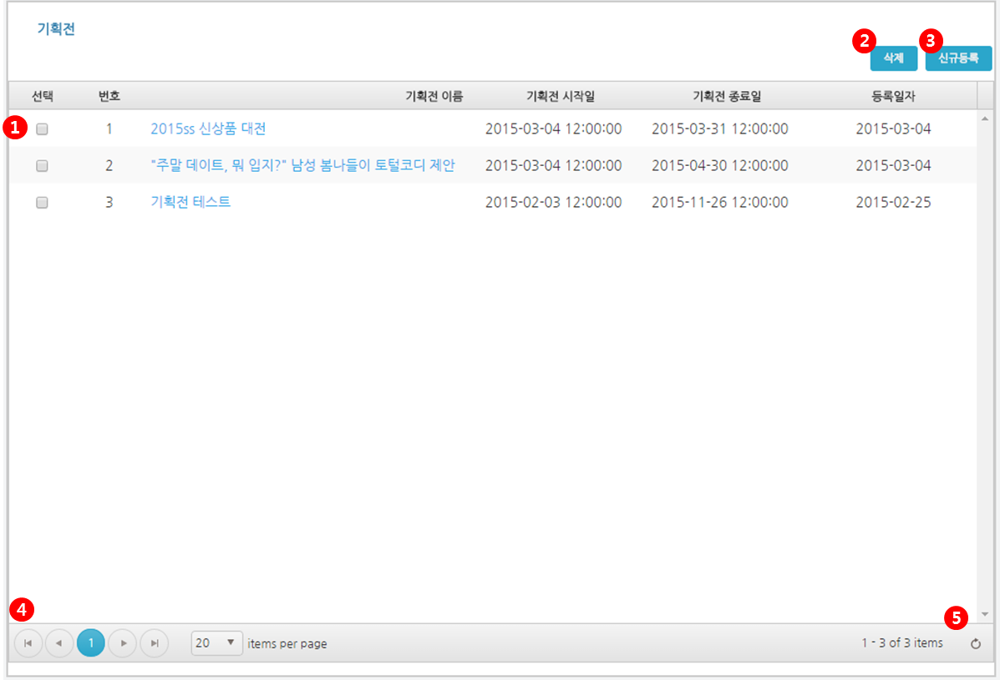 기획전
2 3
삭제 신규등록
선택 번호 기획전 이름 기획전 시작일 기획전 종료일 등록일자
1 1 2015ss 신상품 대전 2015-03-04 12:00:00 2015-03-31 12:00:00 2015-03-04
2 "주말 데이트, 뭐 입지?" 남성 봄나들이 토털코디 제안 2015-03-04 12:00:00 2015-04-30 12:00:00 2015-03-04
3 기획전 테스트 2015-02-03 12:00:00 2015-11-26 12:00:00 2015-02-25
4 5
1 20 items per page 1 - 3 of 3 items